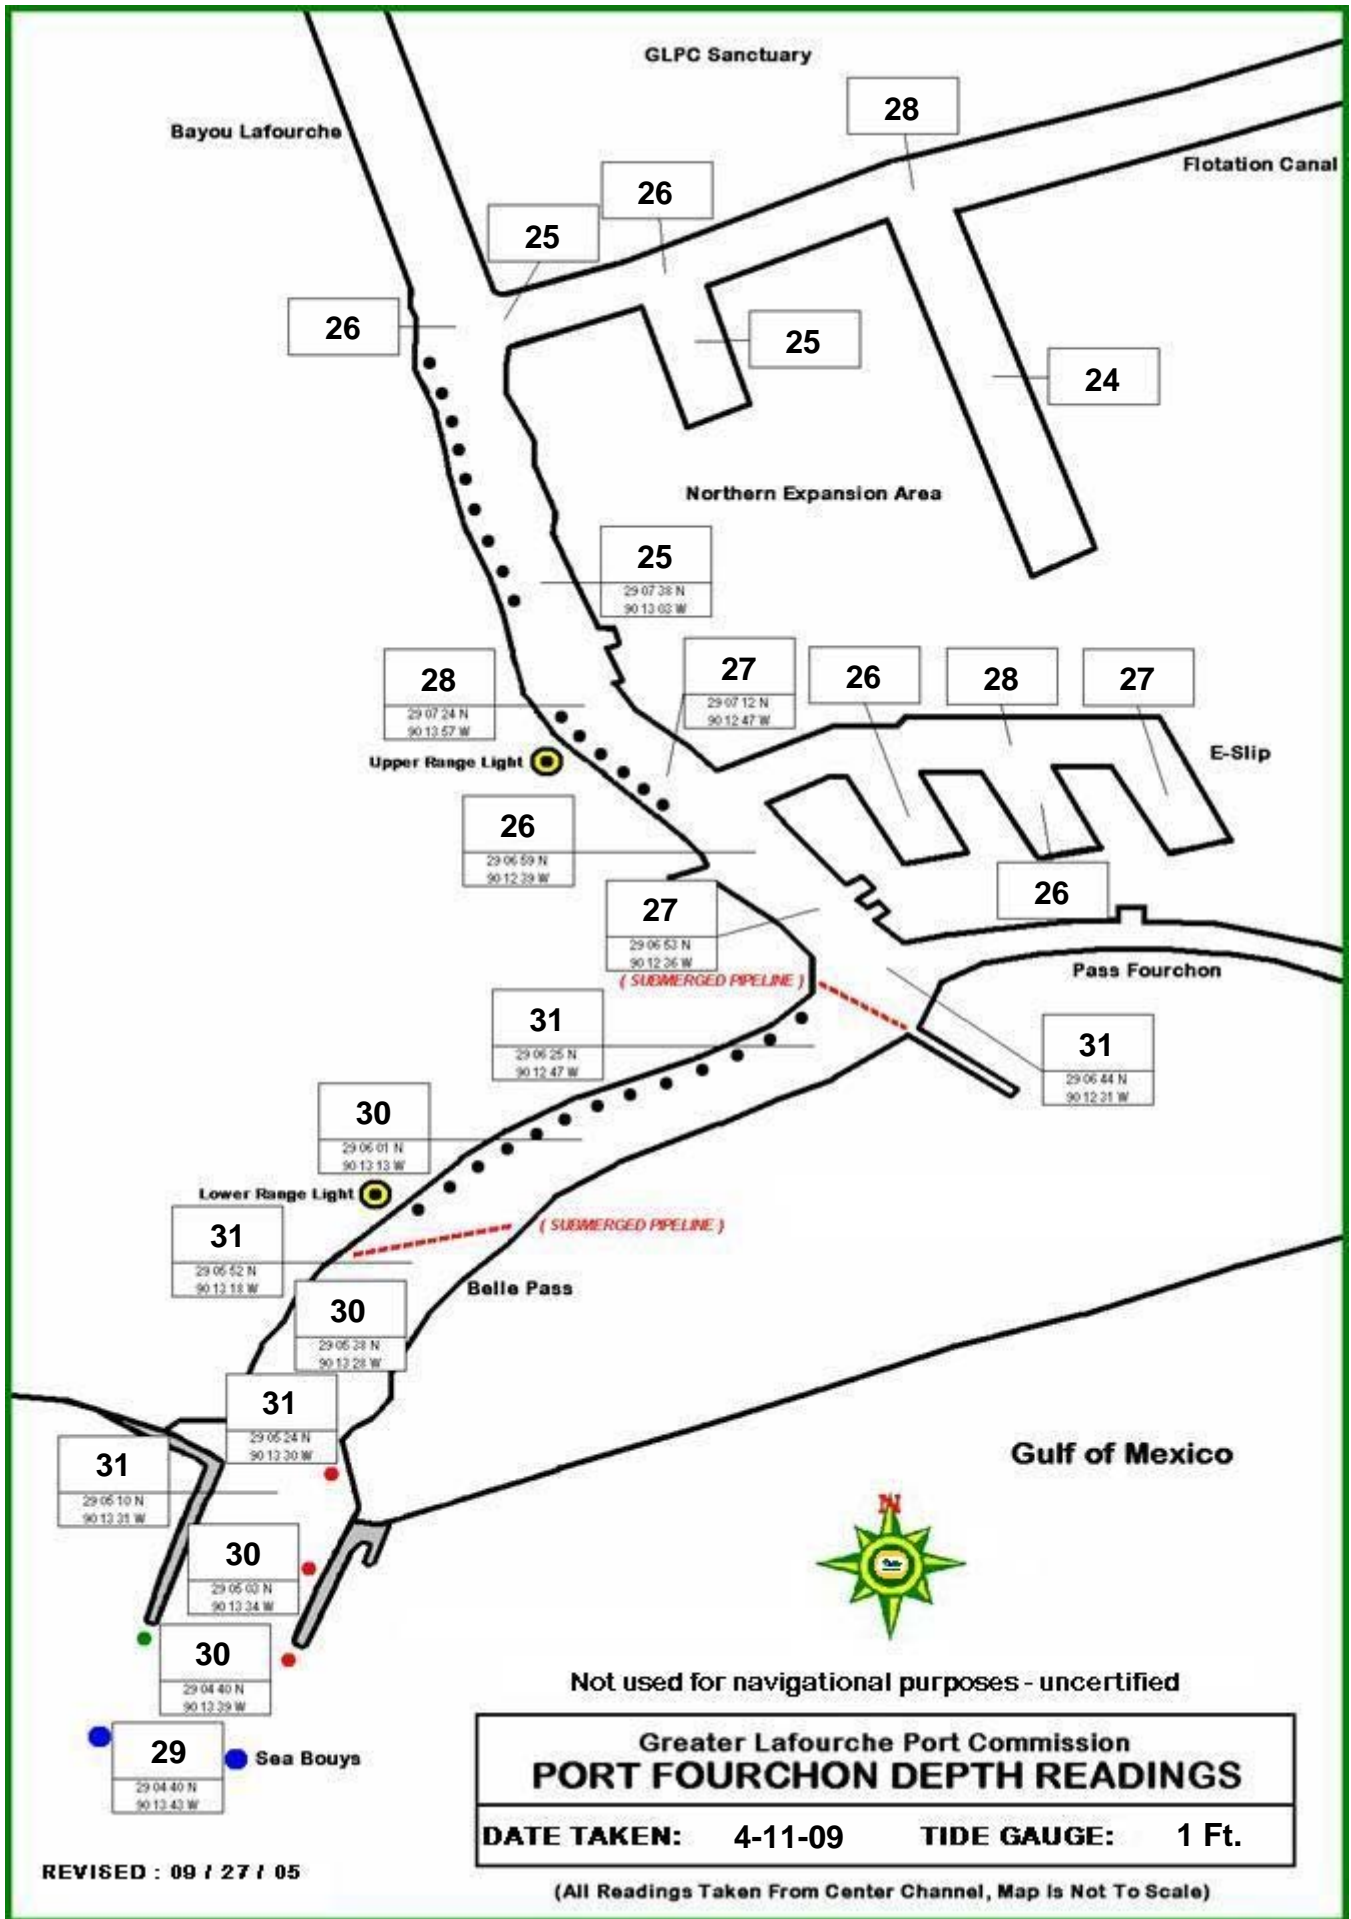 GLPC Sanctuary
28
Bayou Lafourche
Flotation Canal
26
25
26
25
24
Northern Expansion Area
25
29 07 38 N
90 13 03 W
28
29 07 24 N
90 13 57 W
27
29 07 12 N
90 12 47 W
26
28
27
Upper Range Light
E-Slip
26
29 06 59 N
90 12 39 W
26
27
29 06 53 N
90 12 36 W
( SUBMERGED PIPELINE )
Pass Fourchon
31
29 06 25 N
90 12 47 W
31
29 06 44 N
90 12 31 W
30
29 06 01 N
90 13 13 W
Lower Range Light
31
29 05 52 N
90 13 18 W
( SUBMERGED PIPELINE )
Belle Pass
30
29 05 38 N
90 13 28 W
31
29 05 24 N
90 13 30 W
31
29 05 10 N
90 13 31 W
Gulf of Mexico
N
30
29 05 03 N
90 13 34 W
30
29 04 40 N
90 13 39 W
29
29 04 40 N
90 13 43 W
Sea Bouys
Not used for navigational purposes - uncertified
Greater Lafourche Port Commission
PORT FOURCHON DEPTH READINGS
DATE TAKEN: 4-11-09 TIDE GAUGE: 1 Ft.
REVISED : 09 / 27 / 05
(All Readings Taken From Center Channel, Map Is Not To Scale)